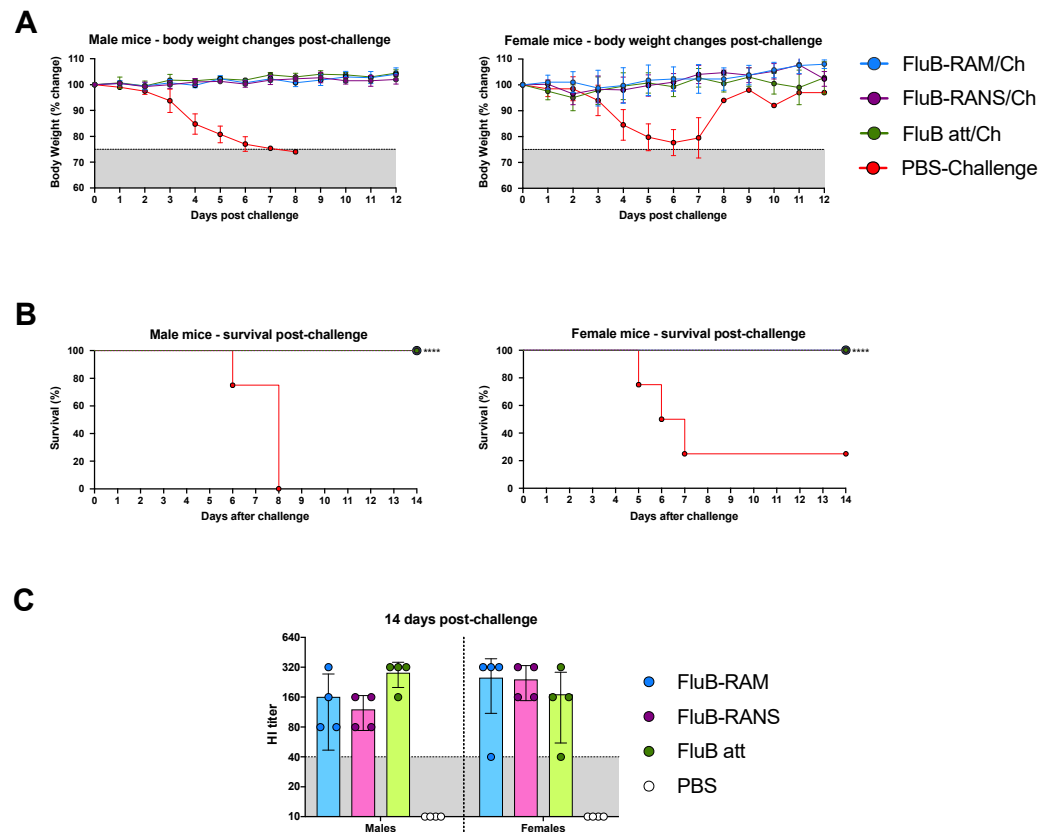 A
Male mice - body weight changes post-challenge
Body Weight (% change)
110
100
90
80
70
60
0 1 2 3 4 5 6 7 8 9 10 11 12
Days post challenge
Female mice - body weight changes post-challenge
Body Weight (% change)
110
100
90
80
70
60
0 1 2 3 4 5 6 7 8 9 10 11 12
Days post challenge
FluB-RAM/Ch
FluB-RANS/Ch
FluB att/Ch
PBS-Challenge
B
Male mice - survival post-challenge
Survival (%)
100
80
60
40
20
0
****
0 1 2 3 4 5 6 7 8 9 10 11 12 13 14
Days after challenge
Female mice - survival post-challenge
Survival (%)
100
80
60
40
20
0
****
0 1 2 3 4 5 6 7 8 9 10 11 12 13 14
Days after challenge
C
14 days post-challenge
HI titer
640
320
160
80
40
20
10
Males Females
FluB-RAM
FluB-RANS
FluB att
PBS